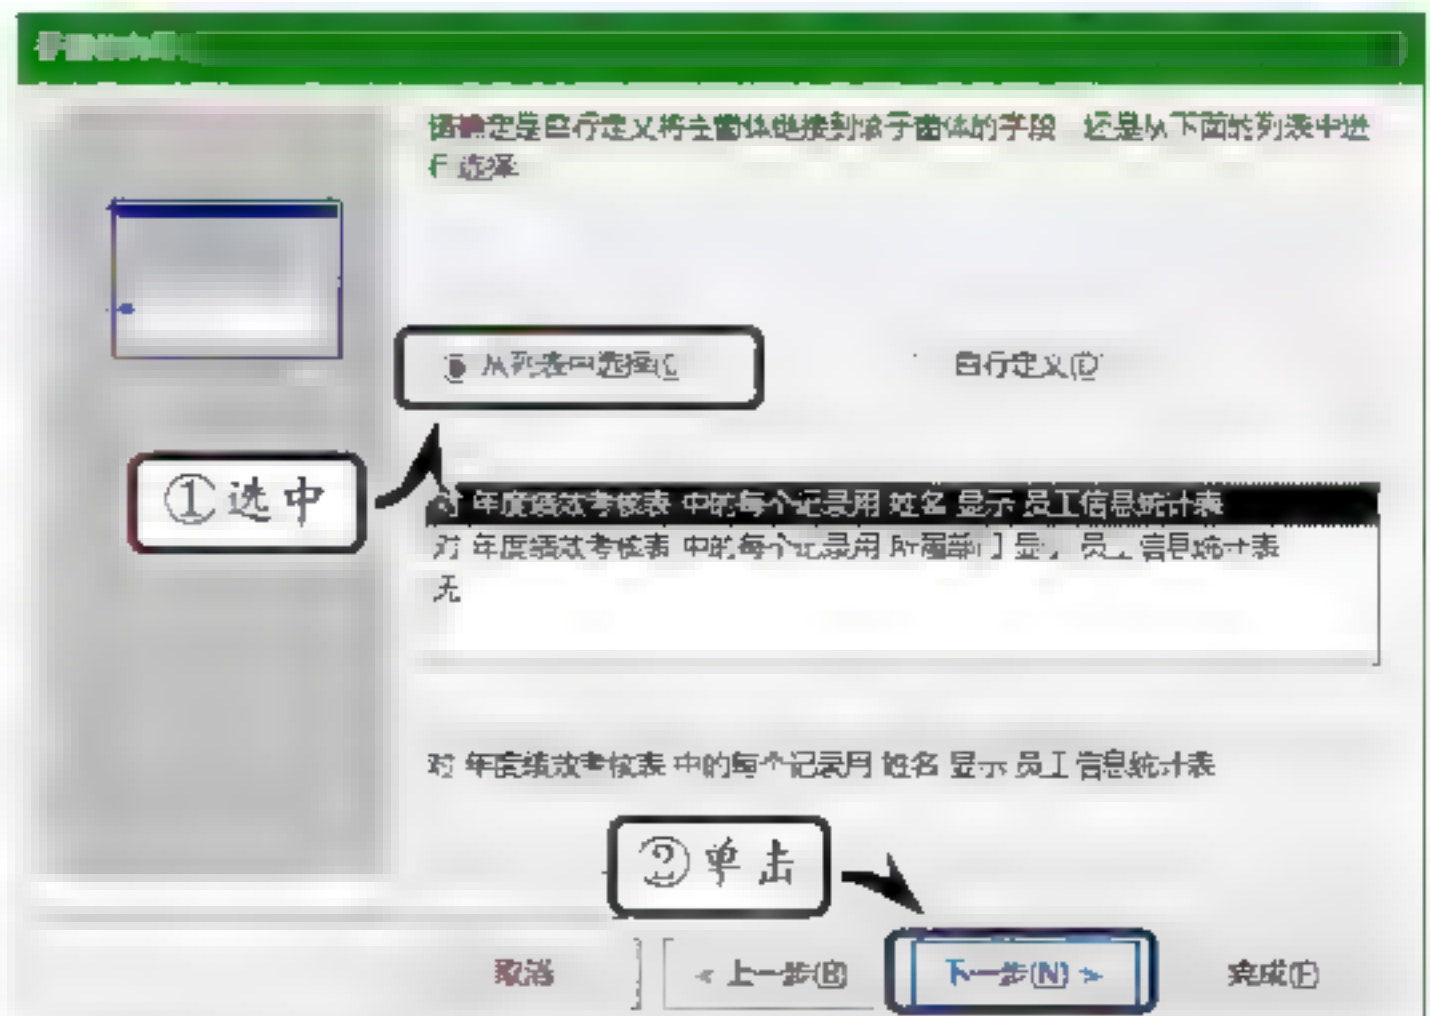 请确定是自行定义将主窗体链接到该子窗体的字段 还是从下面的列表中进
行选择
从列表中选择(C
自行定义(D)
①选中
对 年度绩效考核表 中的每个记录用 姓名 显示 员工信息统计表
对 年度绩效考核表 中的每个记录用 所属部门 显示 员工信息统计表
无
对 年度绩效考核表 中的每个记录用 姓名 显示 员工信息统计表
②单击
取消
< 上一步(B)
下一步(N) >
完成(F)